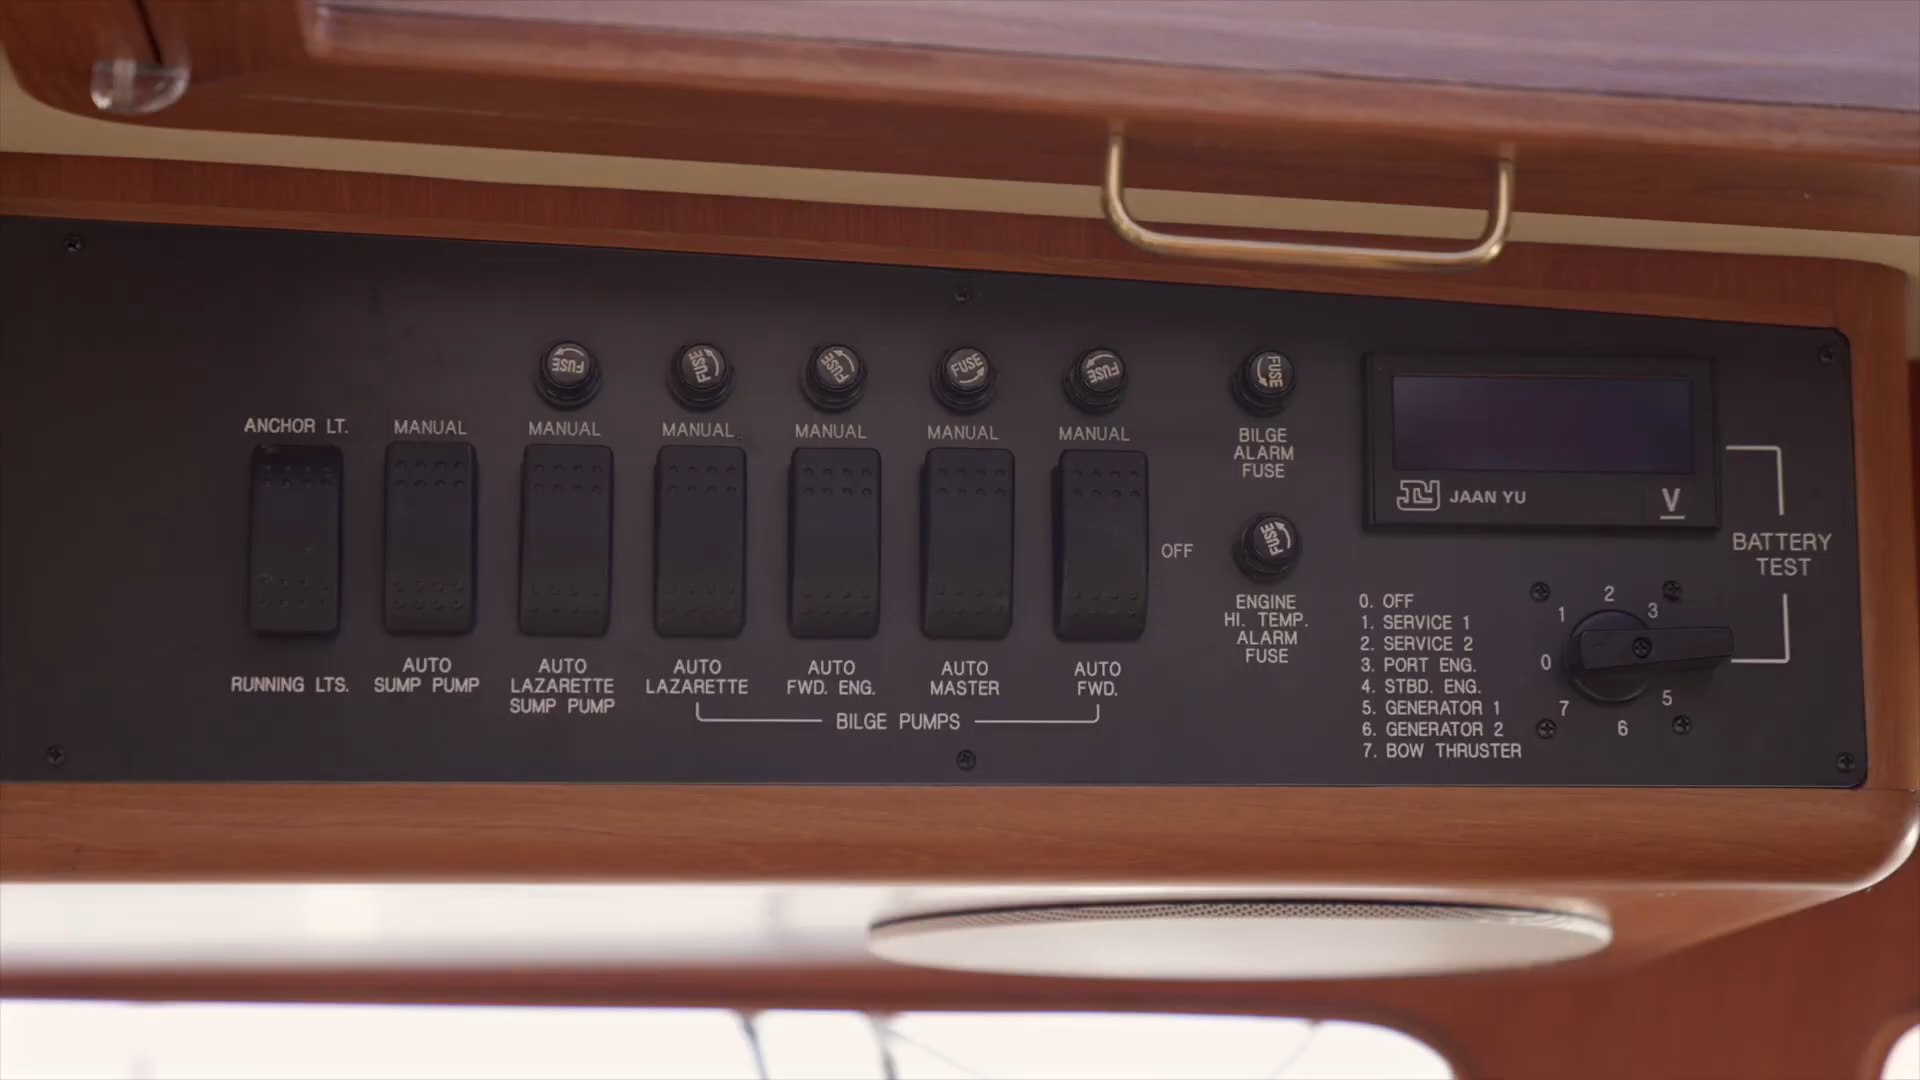 FUSE
FUSE
FUSE
FUSE
FUSE
FUSE
ANCHOR LT.
MANUAL
MANUAL
MANUAL
MANUAL
MANUAL
MANUAL
BILGE
ALARM
FUSE
JAAN YU
V
OFF
FUSE
BATTERY
TEST
RUNNING LTS.
AUTO
SUMP PUMP
AUTO
LAZARETTE
SUMP PUMP
AUTO
LAZARETTE
AUTO
FWD. ENG.
AUTO
MASTER
AUTO
FWD.
BILGE PUMPS
ENGINE
HI. TEMP.
ALARM
FUSE
0. OFF
1. SERVICE 1
2. SERVICE 2
3. PORT ENG.
4. STBD. ENG.
5. GENERATOR 1
6. GENERATOR 2
7. BOW THRUSTER
0
1
2
3
5
6
7